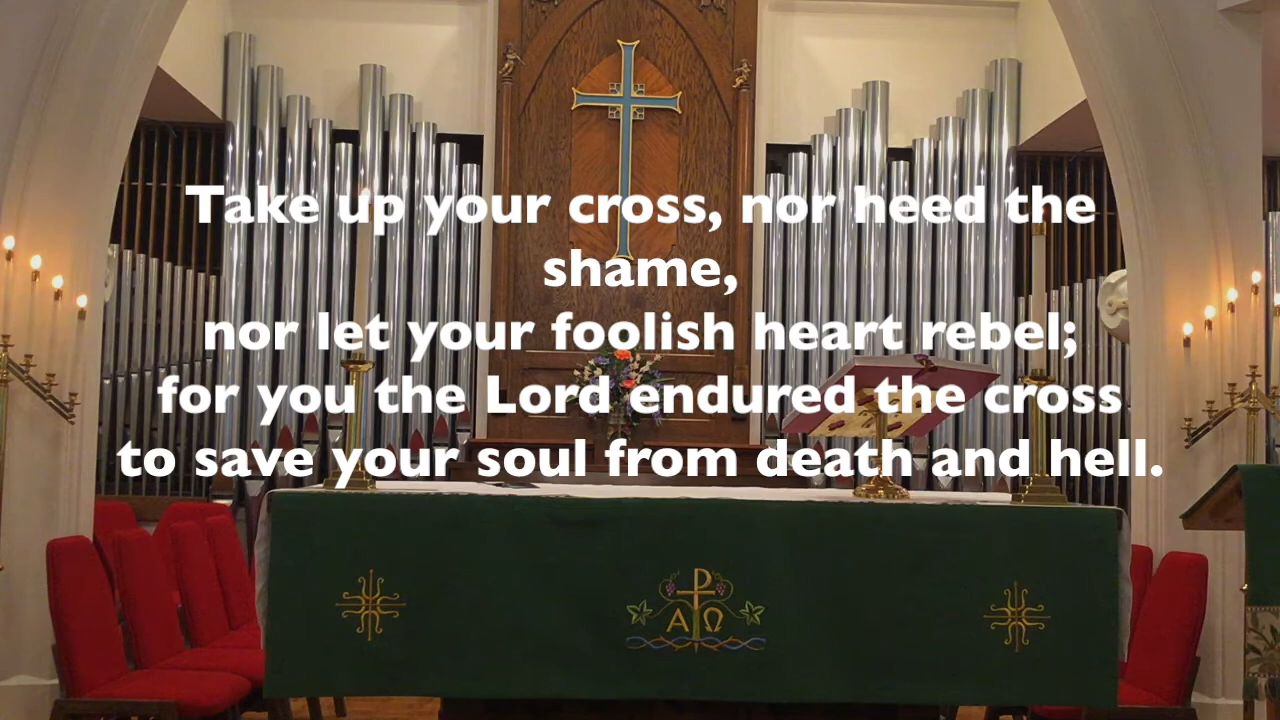 Take up your cross, nor heed the
shame,
nor let your foolish heart rebel;
for you the Lord endured the cross
to save your soul from death and hell.
Α Ω